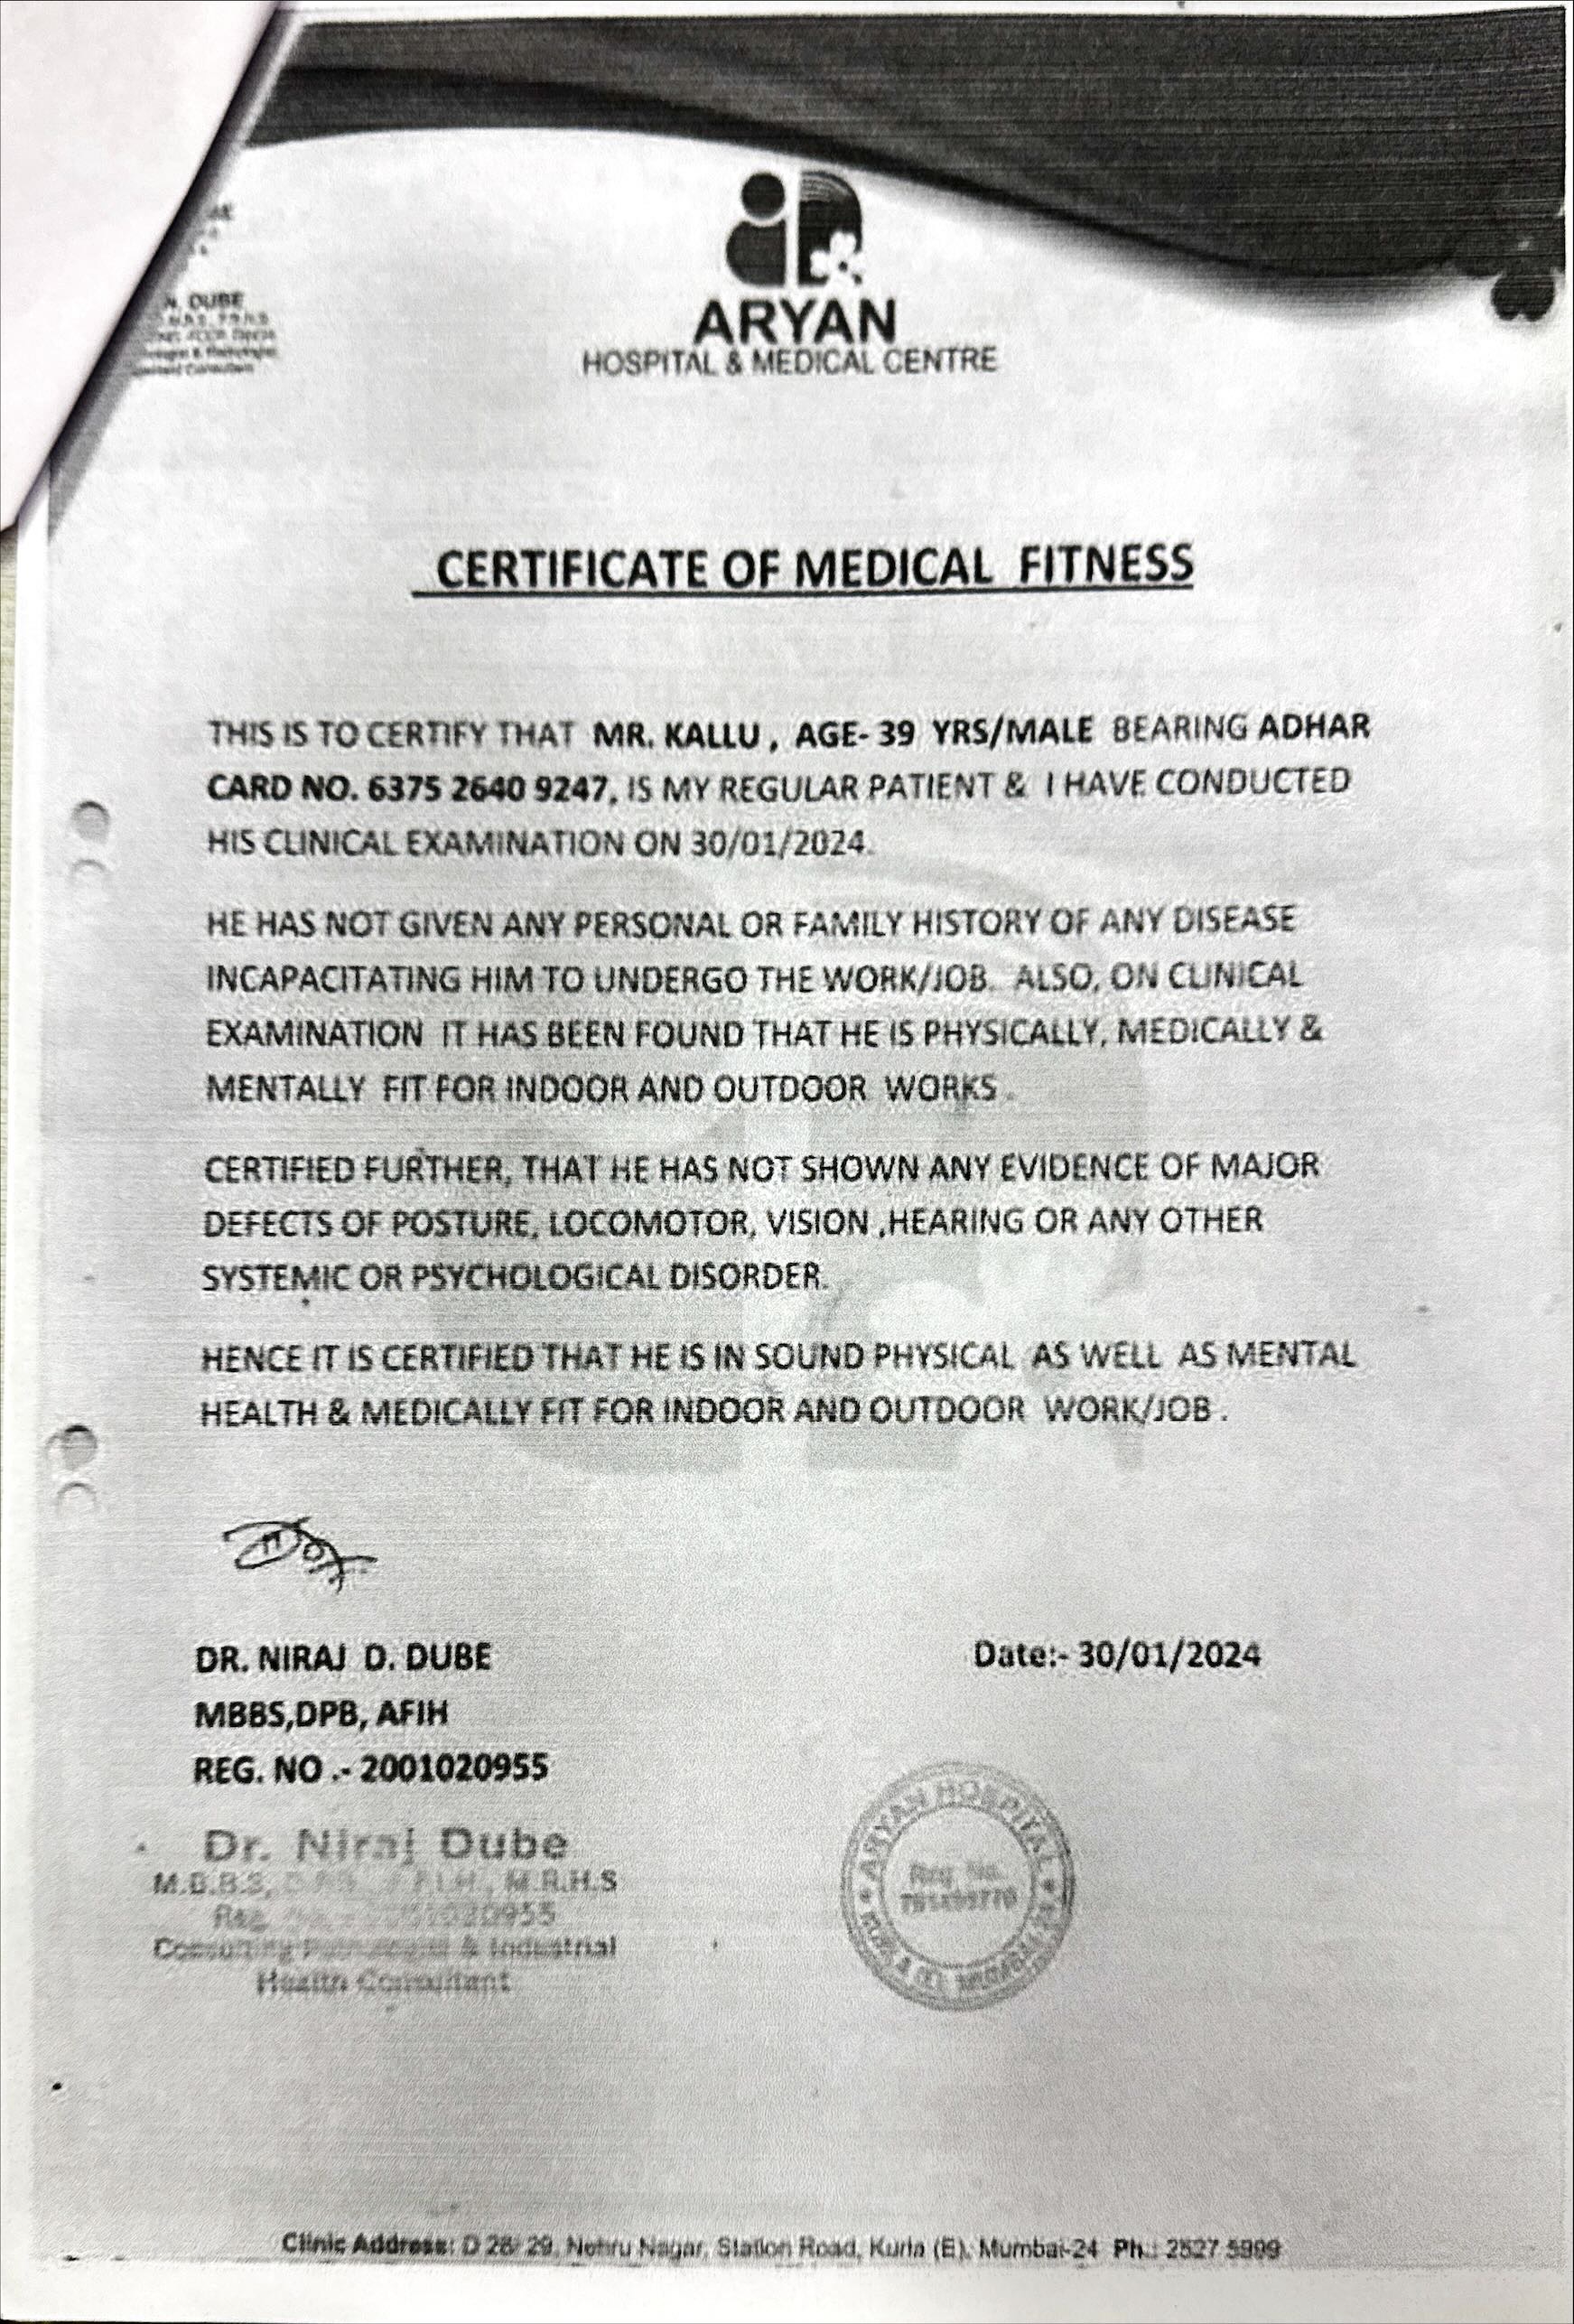 N. DUBE
ARYAN
HOSPITAL & MEDICAL CENTRE
CERTIFICATE OF MEDICAL FITNESS
THIS IS TO CERTIFY THAT MR. KALLU , AGE- 39 YRS/MALE BEARING ADHAR
CARD NO. 6375 2640 9247, IS MY REGULAR PATIENT & I HAVE CONDUCTED
HIS CLINICAL EXAMINATION ON 30/01/2024.
HE HAS NOT GIVEN ANY PERSONAL OR FAMILY HISTORY OF ANY DISEASE
INCAPACITATING HIM TO UNDERGO THE WORK/JOB. ALSO, ON CLINICAL
EXAMINATION IT HAS BEEN FOUND THAT HE IS PHYSICALLY, MEDICALLY &
MENTALLY FIT FOR INDOOR AND OUTDOOR WORKS .
CERTIFIED FURTHER, THAT HE HAS NOT SHOWN ANY EVIDENCE OF MAJOR
DEFECTS OF POSTURE, LOCOMOTOR, VISION ,HEARING OR ANY OTHER
SYSTEMIC OR PSYCHOLOGICAL DISORDER.
HENCE IT IS CERTIFIED THAT HE IS IN SOUND PHYSICAL AS WELL AS MENTAL
HEALTH & MEDICALLY FIT FOR INDOOR AND OUTDOOR WORK/JOB .
DR. NIRAJ D. DUBE
Date:- 30/01/2024
MBBS,DPB, AFIH
REG. NO .- 2001020955
Dr. Niraj Dube
M.B.B.S, M.R.H.S
Reg. 2001020955
Consulting & Industrial
Health Consultant
ARYAN HOSPITAL
Reg. No.
Clinic Address: D 28/ 29, Nehru Nagar, Station Road, Kurla (E), Mumbai-24 Ph.: 2527 5909